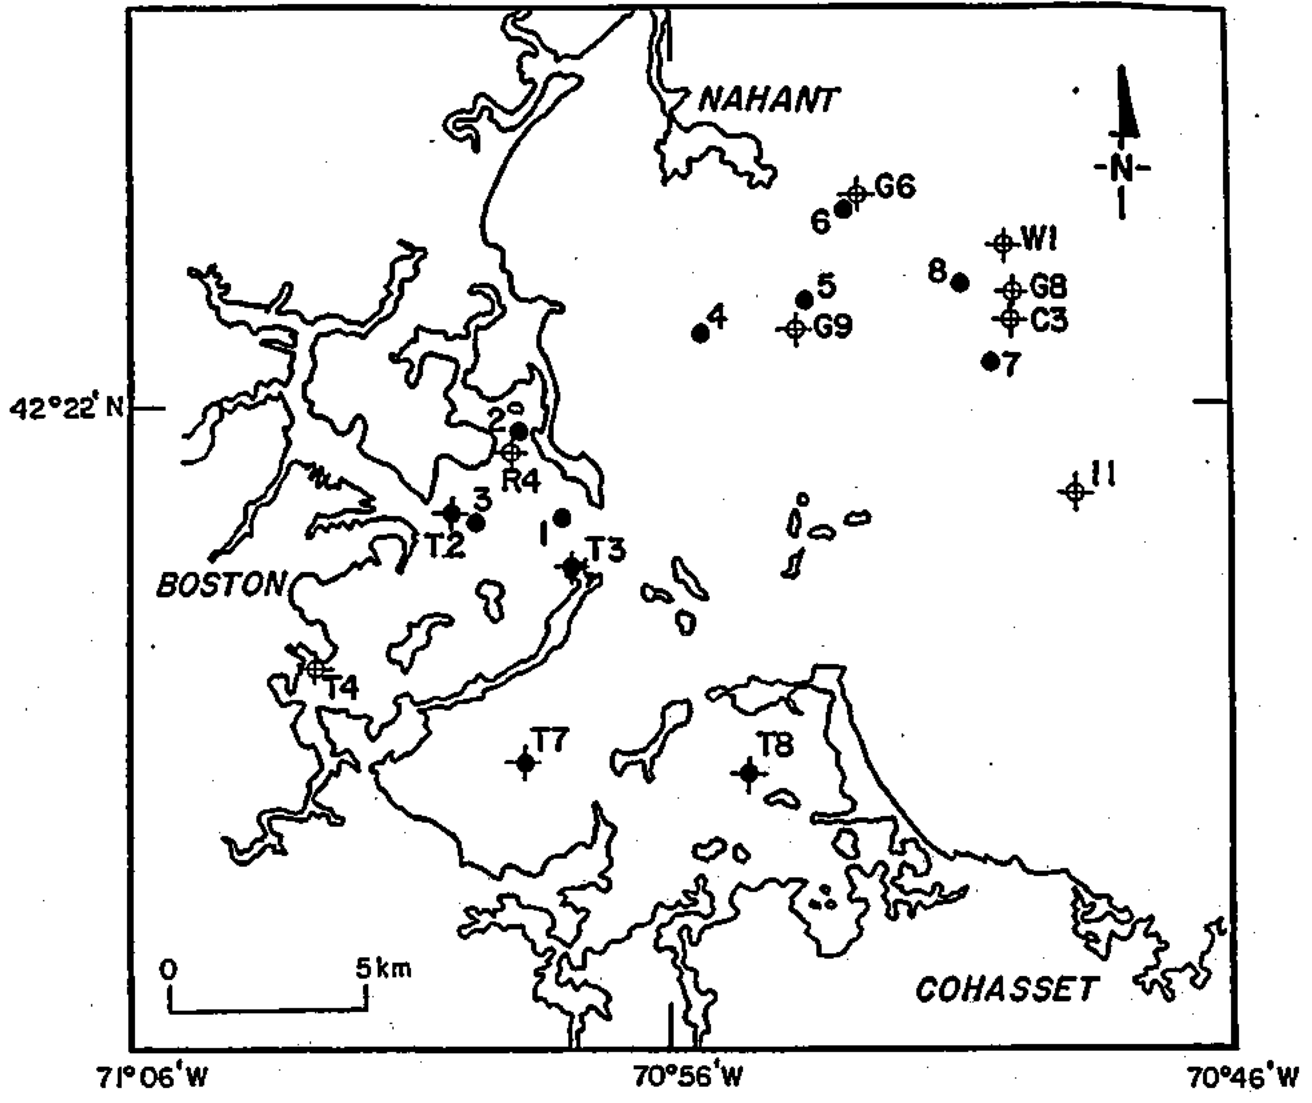 NAHANT
-N-
G6
6
W1
8
G8
5
C3
4
G9
7
42°22'N
2
R4
11
3
T2
1
T3
BOSTON
T4
T7
T8
0 5km
COHASSET
71°06'W 70°56'W 70°46'W